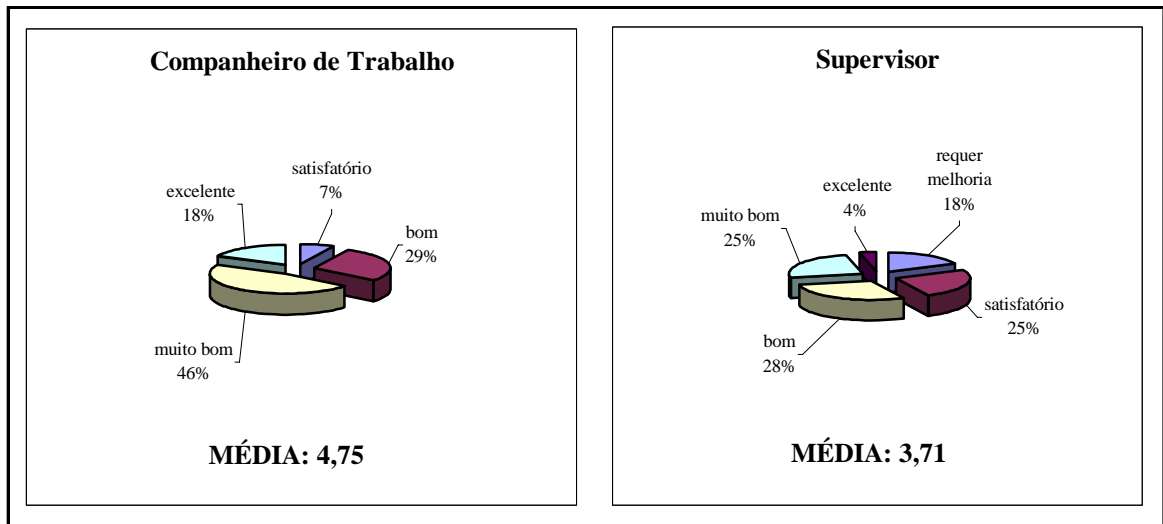 Companheiro de Trabalho
satisfatório
7%
excelente
18%
bom
29%
muito bom
46%
MÉDIA: 4,75
Supervisor
requer
melhoria
18%
excelente
4%
muito bom
25%
satisfatório
25%
bom
28%
MÉDIA: 3,71